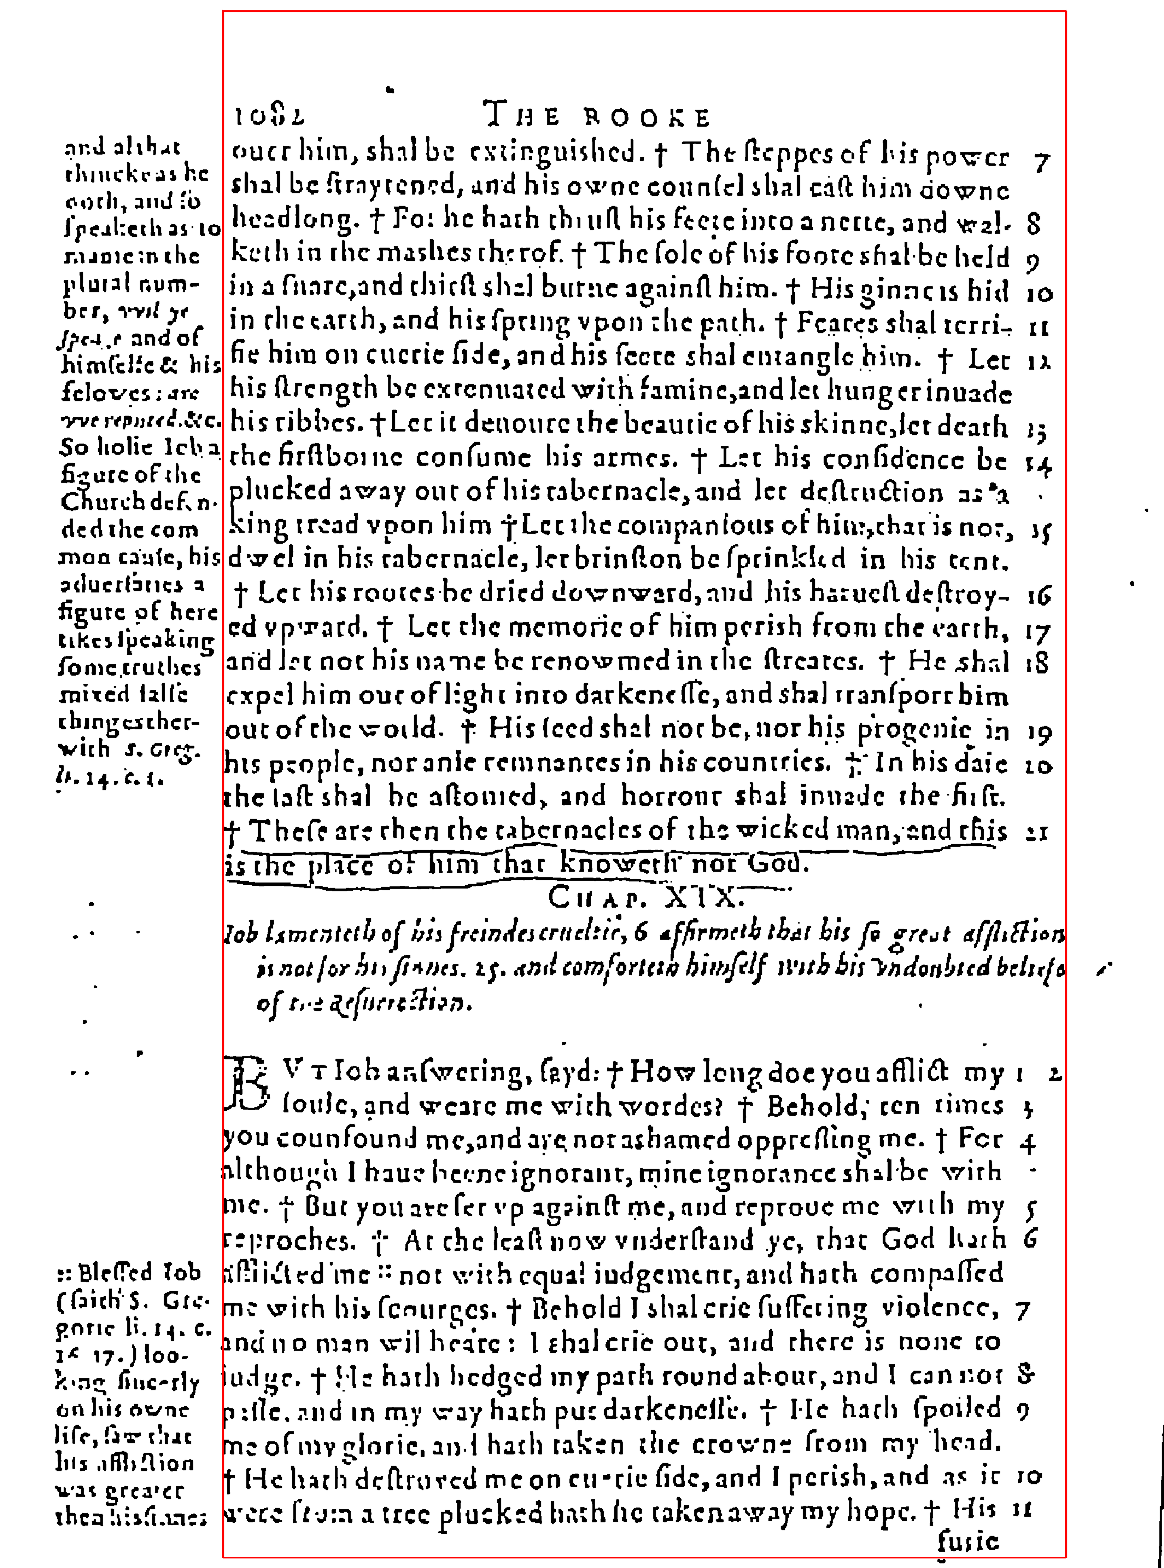 1082 THE BOOKE
ouer him, shal be extinguished. † The steppes of his power 7
shal be straytened, and his owne counsel shal cast him downe
headlong. † For he hath thrust his feete into a nette, and wal- 8
keth in the mashes therof. † The sole of his foote shal be held 9
in a snare, and thirst shal burne against him. † His ginne is hid 10
in the earth, and his spring vpon the path. † Feares shal terri- 11
fie him on euerie side, and his feete shal entangle him. † Let 12
his strength be extenuated with famine, and let hunger inuade
his ribbes. † Let it deuoure the beautie of his skinne, let death 13
the firstborne consume his armes. † Let his confidence be 14
plucked away out of his tabernacle, and let destruction as a
king tread vpon him † Let the companions of him, that is not, 15
dwel in his tabernacle, let brinston be sprinkled in his tent.
† Let his rootes be dried downward, and his haruest destroy- 16
ed vpward. † Let the memorie of him perish from the earth, 17
and let not his name be renowmed in the streates. † He shal 18
expel him out of light into darkenesse, and shal transport him
out of the world. † His seed shal not be, nor his progenie in 19
his people, nor anie remnantes in his countries. † In his daie 20
the last shal be astonied, and horrour shal inuade the first.
† These are then the tabernacles of the wicked man, and this 21
is the place of him that knoweth not God.
CHAP. XIX.
Iob lamenteth of his freindes crueltie, 6 affirmeth that his so great affliction
is not for his sinnes. 25. and comforteth himself with his vndoubted beliefe
of the Resurrection.
BVT Iob answering, sayd: † How long doe you afflict my 1 2
soule, and weare me with wordes? † Behold, ten times 3
you counfound me, and are not ashamed oppressing me. † For 4
although I haue beene ignorant, mine ignorance shal be with
me. † But you are set vp against me, and reproue me with my 5
reproches. † At the least now vnderstand ye, that God hath 6
afflicted me :: not with equal iudgement, and hath compassed
me with his scourges. † Behold I shal crie suffering violence, 7
and no man wil heare: I shal crie out, and there is none to
iudge. † He hath hedged my path round about, and I can not 8
passe, and in my way hath put darkenesse. † He hath spoiled 9
me of my glorie, and hath taken the crowne from my head.
† He hath destroyed me on euerie side, and I perish, and as it 10
were from a tree plucked hath he taken away my hope. † His 11
furie
and al that
thincke as he
doth, and so
speaketh as to
manie in the
plural num-
ber, wil ye
speake and of
himselfe & his
felowes: are
vve reputed. &c.
So holie Iob a
figure of the
Church defen-
ded the com
mon cause, his
aduersaries a
figure of here
tikes speaking
some truthes
mixed false
thinges ther-
with S. Greg.
li. 14. c. 1.
:: Blessed Iob
(saith S. Gre-
gorie li. 14. c.
17.) loo-
king sincerly
on his owne
life, saw that
his affliction
was greater
then his sinnes